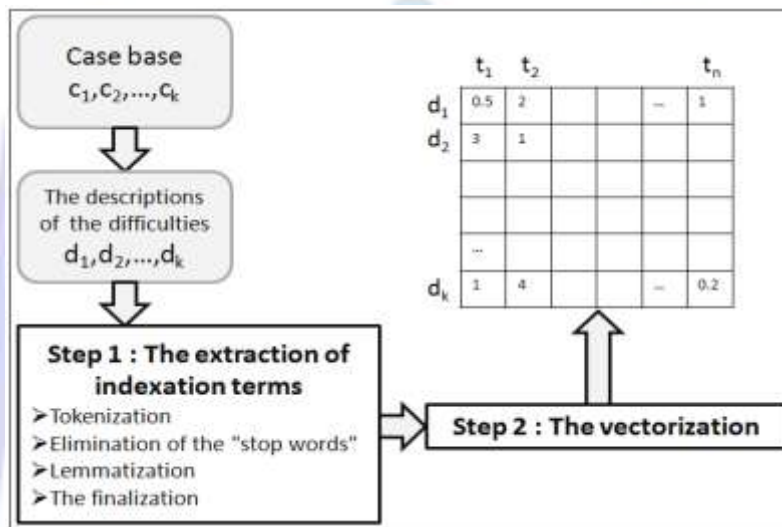 Case base
c1,c2,...,ck
The descriptions
of the difficulties
d1,d2,...,dk
Step 1 : The extraction of
indexation terms
➢Tokenization
➢Elimination of the "stop words"
➢Lemmatization
➢The finalization
Step 2 : The vectorization
t1 t2 tn
d1 0.5 2 ... 1
d2 3 1
...
dk 1 4 ... 0.2